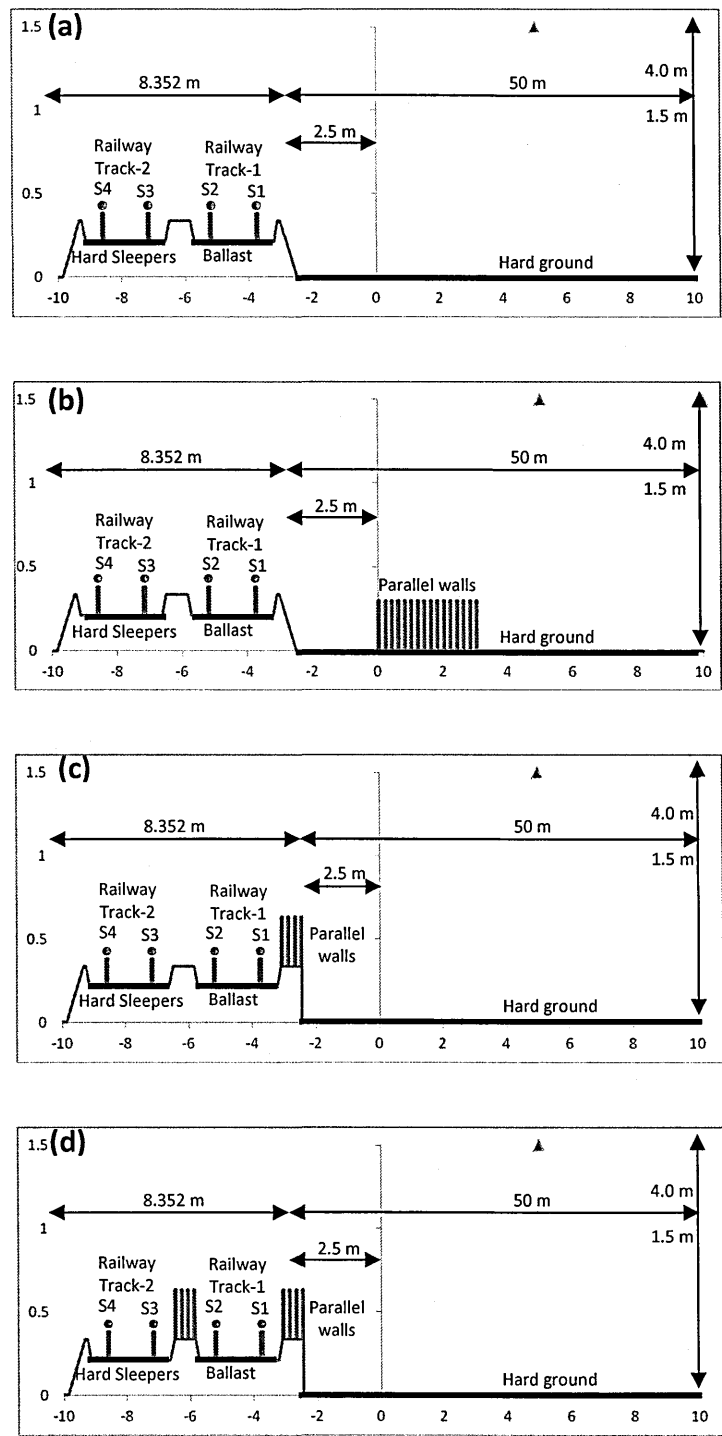 (a)
1.5
1
0.5
0
8.352 m
50 m
4.0 m
1.5 m
2.5 m
Railway Track-2
Railway Track-1
S4 S3 S2 S1
Hard Sleepers
Ballast
Hard ground
-10 -8 -6 -4 -2 0 2 4 6 8 10
(b)
1.5
1
0.5
0
8.352 m
50 m
4.0 m
1.5 m
2.5 m
Railway Track-2
Railway Track-1
S4 S3 S2 S1
Parallel walls
Hard Sleepers
Ballast
Hard ground
-10 -8 -6 -4 -2 0 2 4 6 8 10
(c)
1.5
1
0.5
0
8.352 m
50 m
4.0 m
1.5 m
2.5 m
Railway Track-2
Railway Track-1
S4 S3 S2 S1
Parallel walls
Hard Sleepers
Ballast
Hard ground
-10 -8 -6 -4 -2 0 2 4 6 8 10
(d)
1.5
1
0.5
0
8.352 m
50 m
4.0 m
1.5 m
2.5 m
Railway Track-2
Railway Track-1
S4 S3 S2 S1
Parallel walls
Hard Sleepers
Ballast
Hard ground
-10 -8 -6 -4 -2 0 2 4 6 8 10